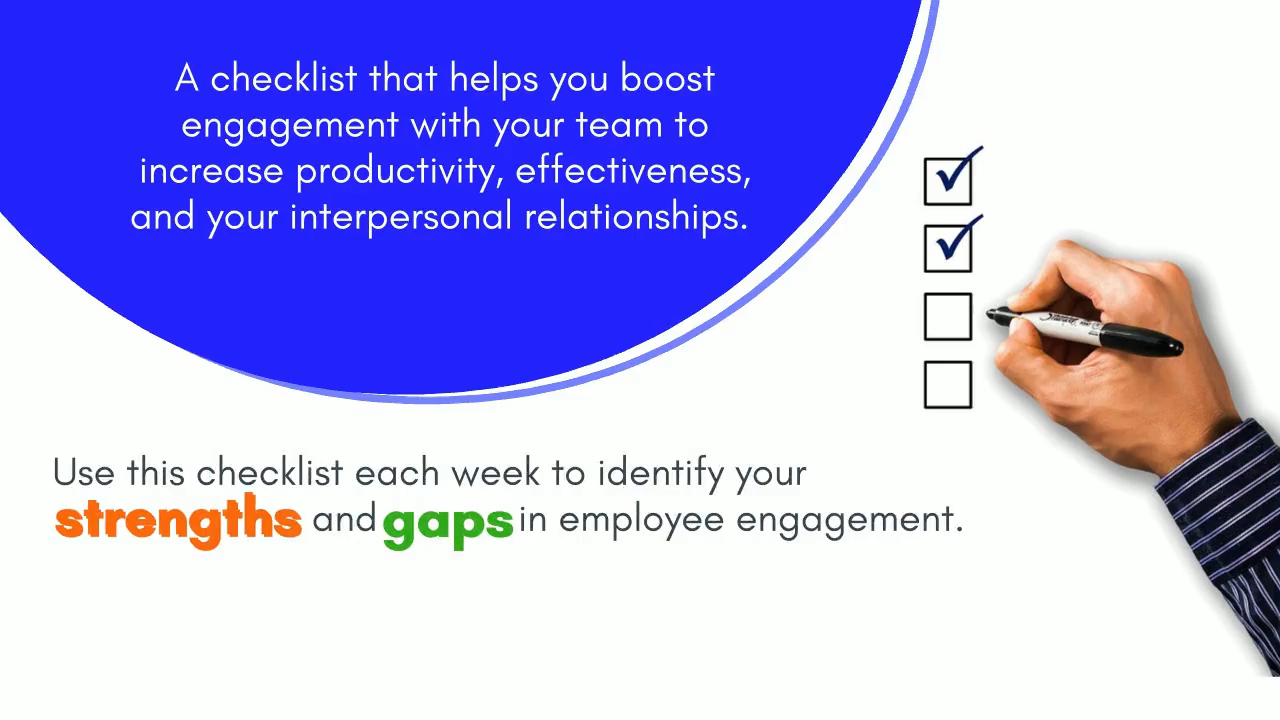 A checklist that helps you boost
engagement with your team to
increase productivity, effectiveness,
and your interpersonal relationships.
Use this checklist each week to identify your
strengths and gaps in employee engagement.